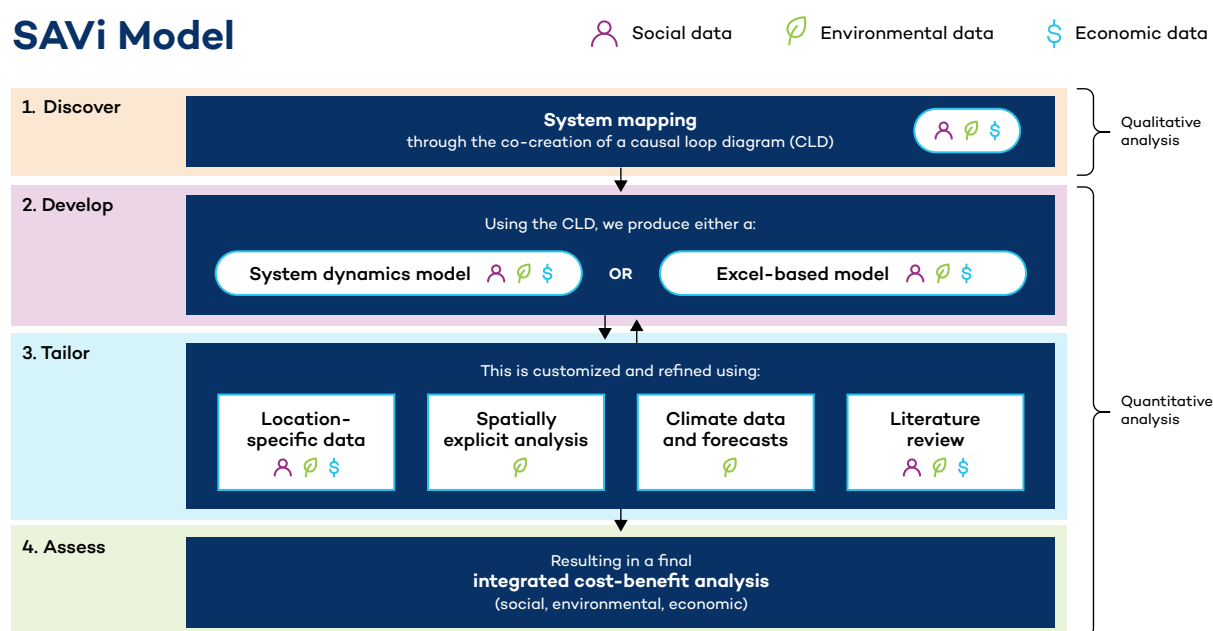 SAVi Model
Social data
Environmental data
Economic data
1. Discover
System mapping
through the co-creation of a causal loop diagram (CLD)
Qualitative
analysis
2. Develop
Using the CLD, we produce either a:
System dynamics model
OR
Excel-based model
3. Tailor
This is customized and refined using:
Location-
specific data
Spatially
explicit analysis
Climate data
and forecasts
Literature
review
Quantitative
analysis
4. Assess
Resulting in a final
integrated cost-benefit analysis
(social, environmental, economic)